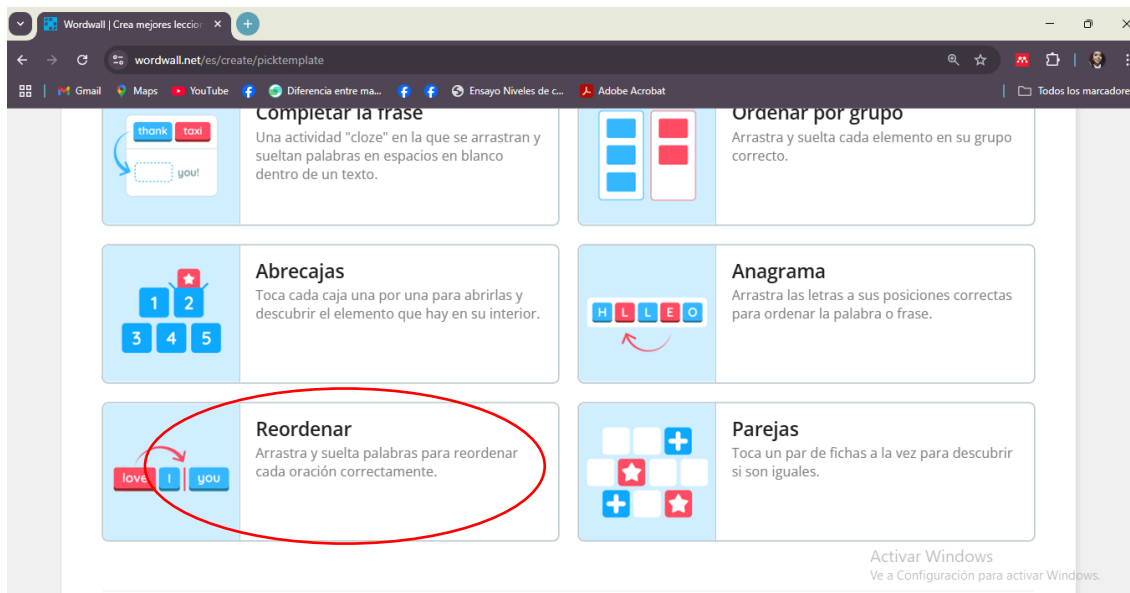 Wordwall | Crea mejores leccior
wordwall.net/es/create/picktemplate
Gmail
Maps
YouTube
Diferencia entre ma...
Ensayo Niveles de c...
Adobe Acrobat
Todos los marcadore
thank taxi
you!
Completar la frase
Una actividad "cloze" en la que se arrastran y
sueltan palabras en espacios en blanco
dentro de un texto.
Ordenar por grupo
Arrastra y suelta cada elemento en su grupo
correcto.
1 2
3 4 5
Abrecajas
Toca cada caja una por una para abrirlas y
descubrir el elemento que hay en su interior.
H L L E O
Anagrama
Arrastra las letras a sus posiciones correctas
para ordenar la palabra o frase.
love I you
Reordenar
Arrastra y suelta palabras para reordenar
cada oración correctamente.
Parejas
Toca un par de fichas a la vez para descubrir
si son iguales.
Activar Windows
Ve a Configuración para activar Windows.